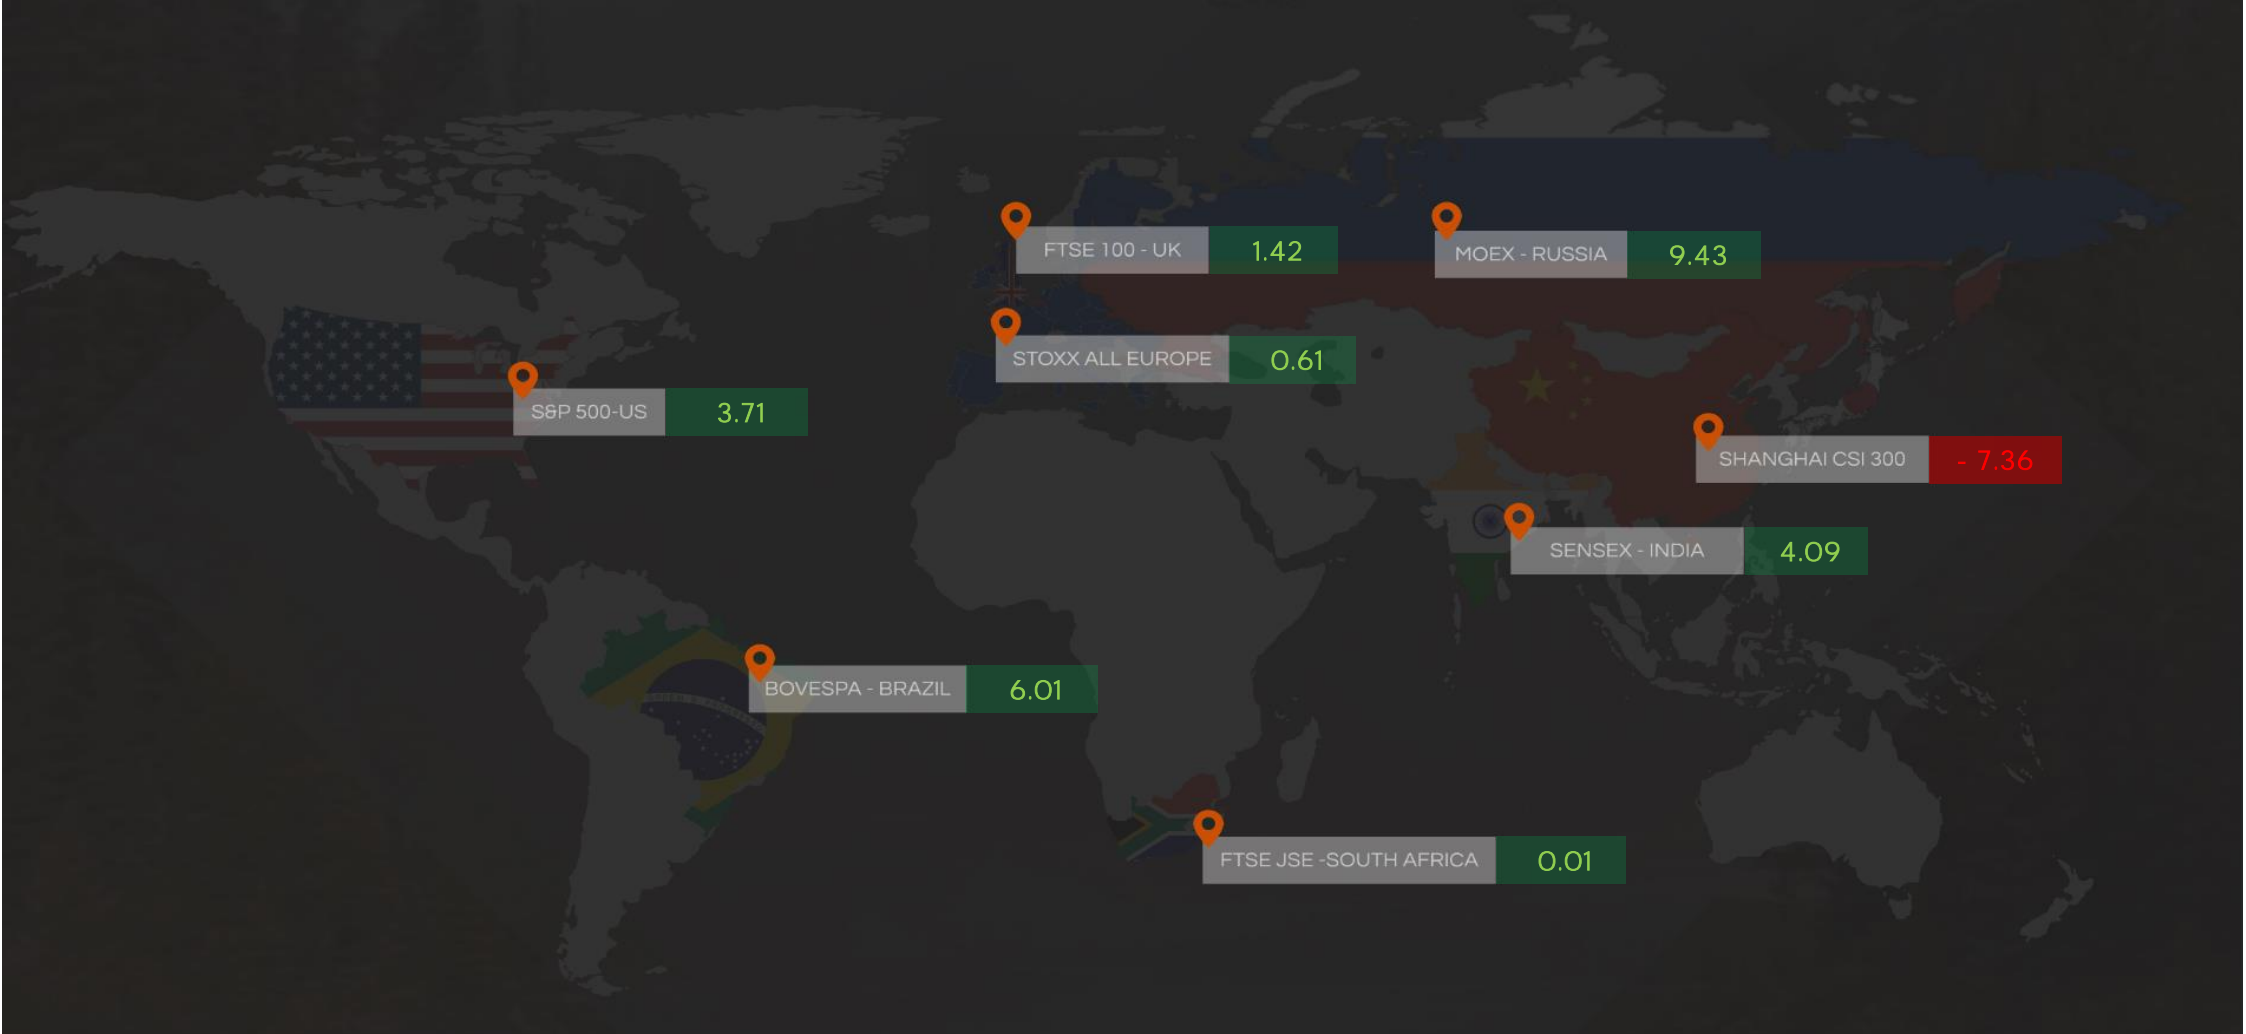 FTSE 100 - UK 1.42
MOEX - RUSSIA 9.43
STOXX ALL EUROPE 0.61
S&P 500-US 3.71
SHANGHAI CSI 300 - 7.36
SENSEX - INDIA 4.09
BOVESPA - BRAZIL 6.01
FTSE JSE -SOUTH AFRICA 0.01